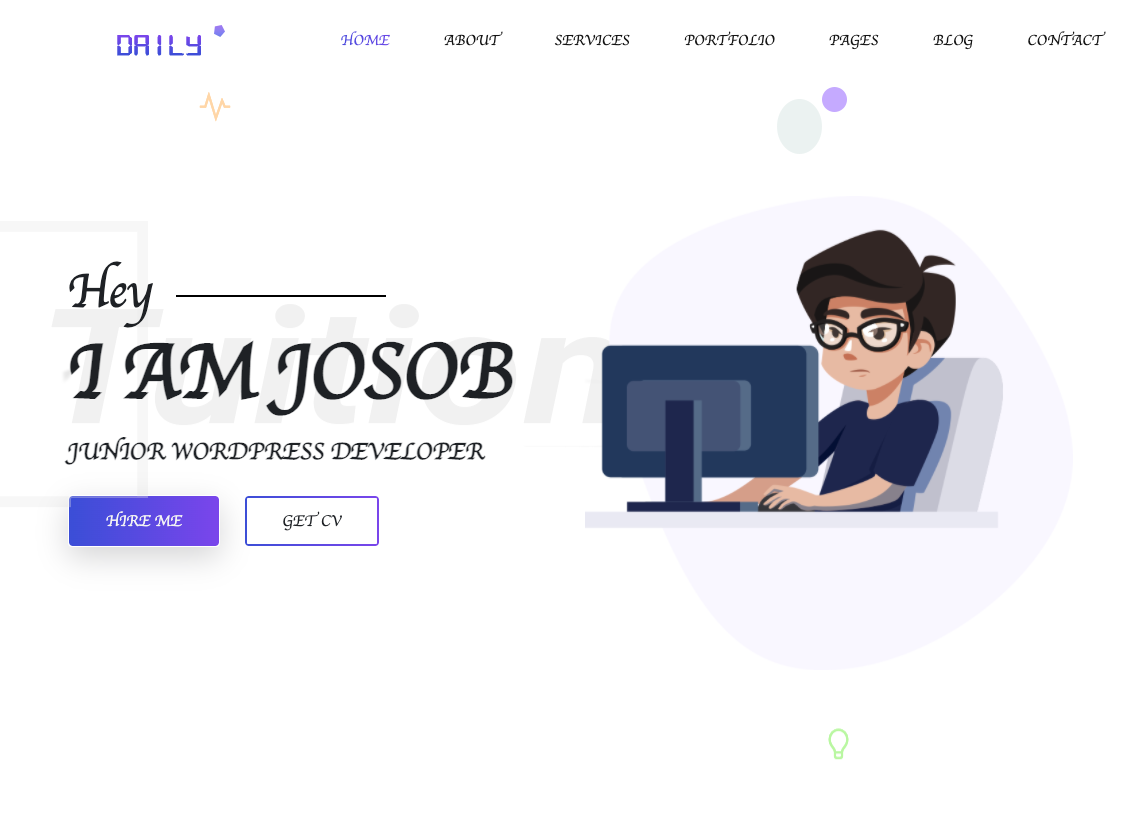 DAILY
HOME ABOUT SERVICES PORTFOLIO PAGES BLOG CONTACT
Hey
Tuition
I AM JOSOB
JUNIOR WORDPRESS DEVELOPER
HIRE ME GET CV